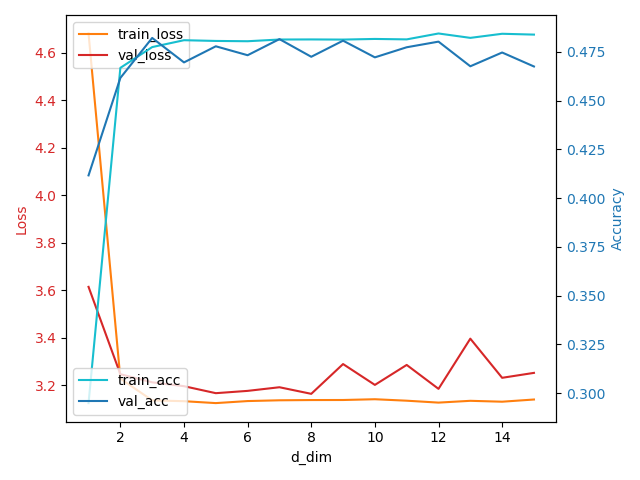 train_loss
val_loss
train_acc
val_acc
4.6
4.4
4.2
4.0
3.8
3.6
3.4
3.2
Loss
0.475
0.450
0.425
0.400
0.375
0.350
0.325
0.300
Accuracy
2 4 6 8 10 12 14
d_dim